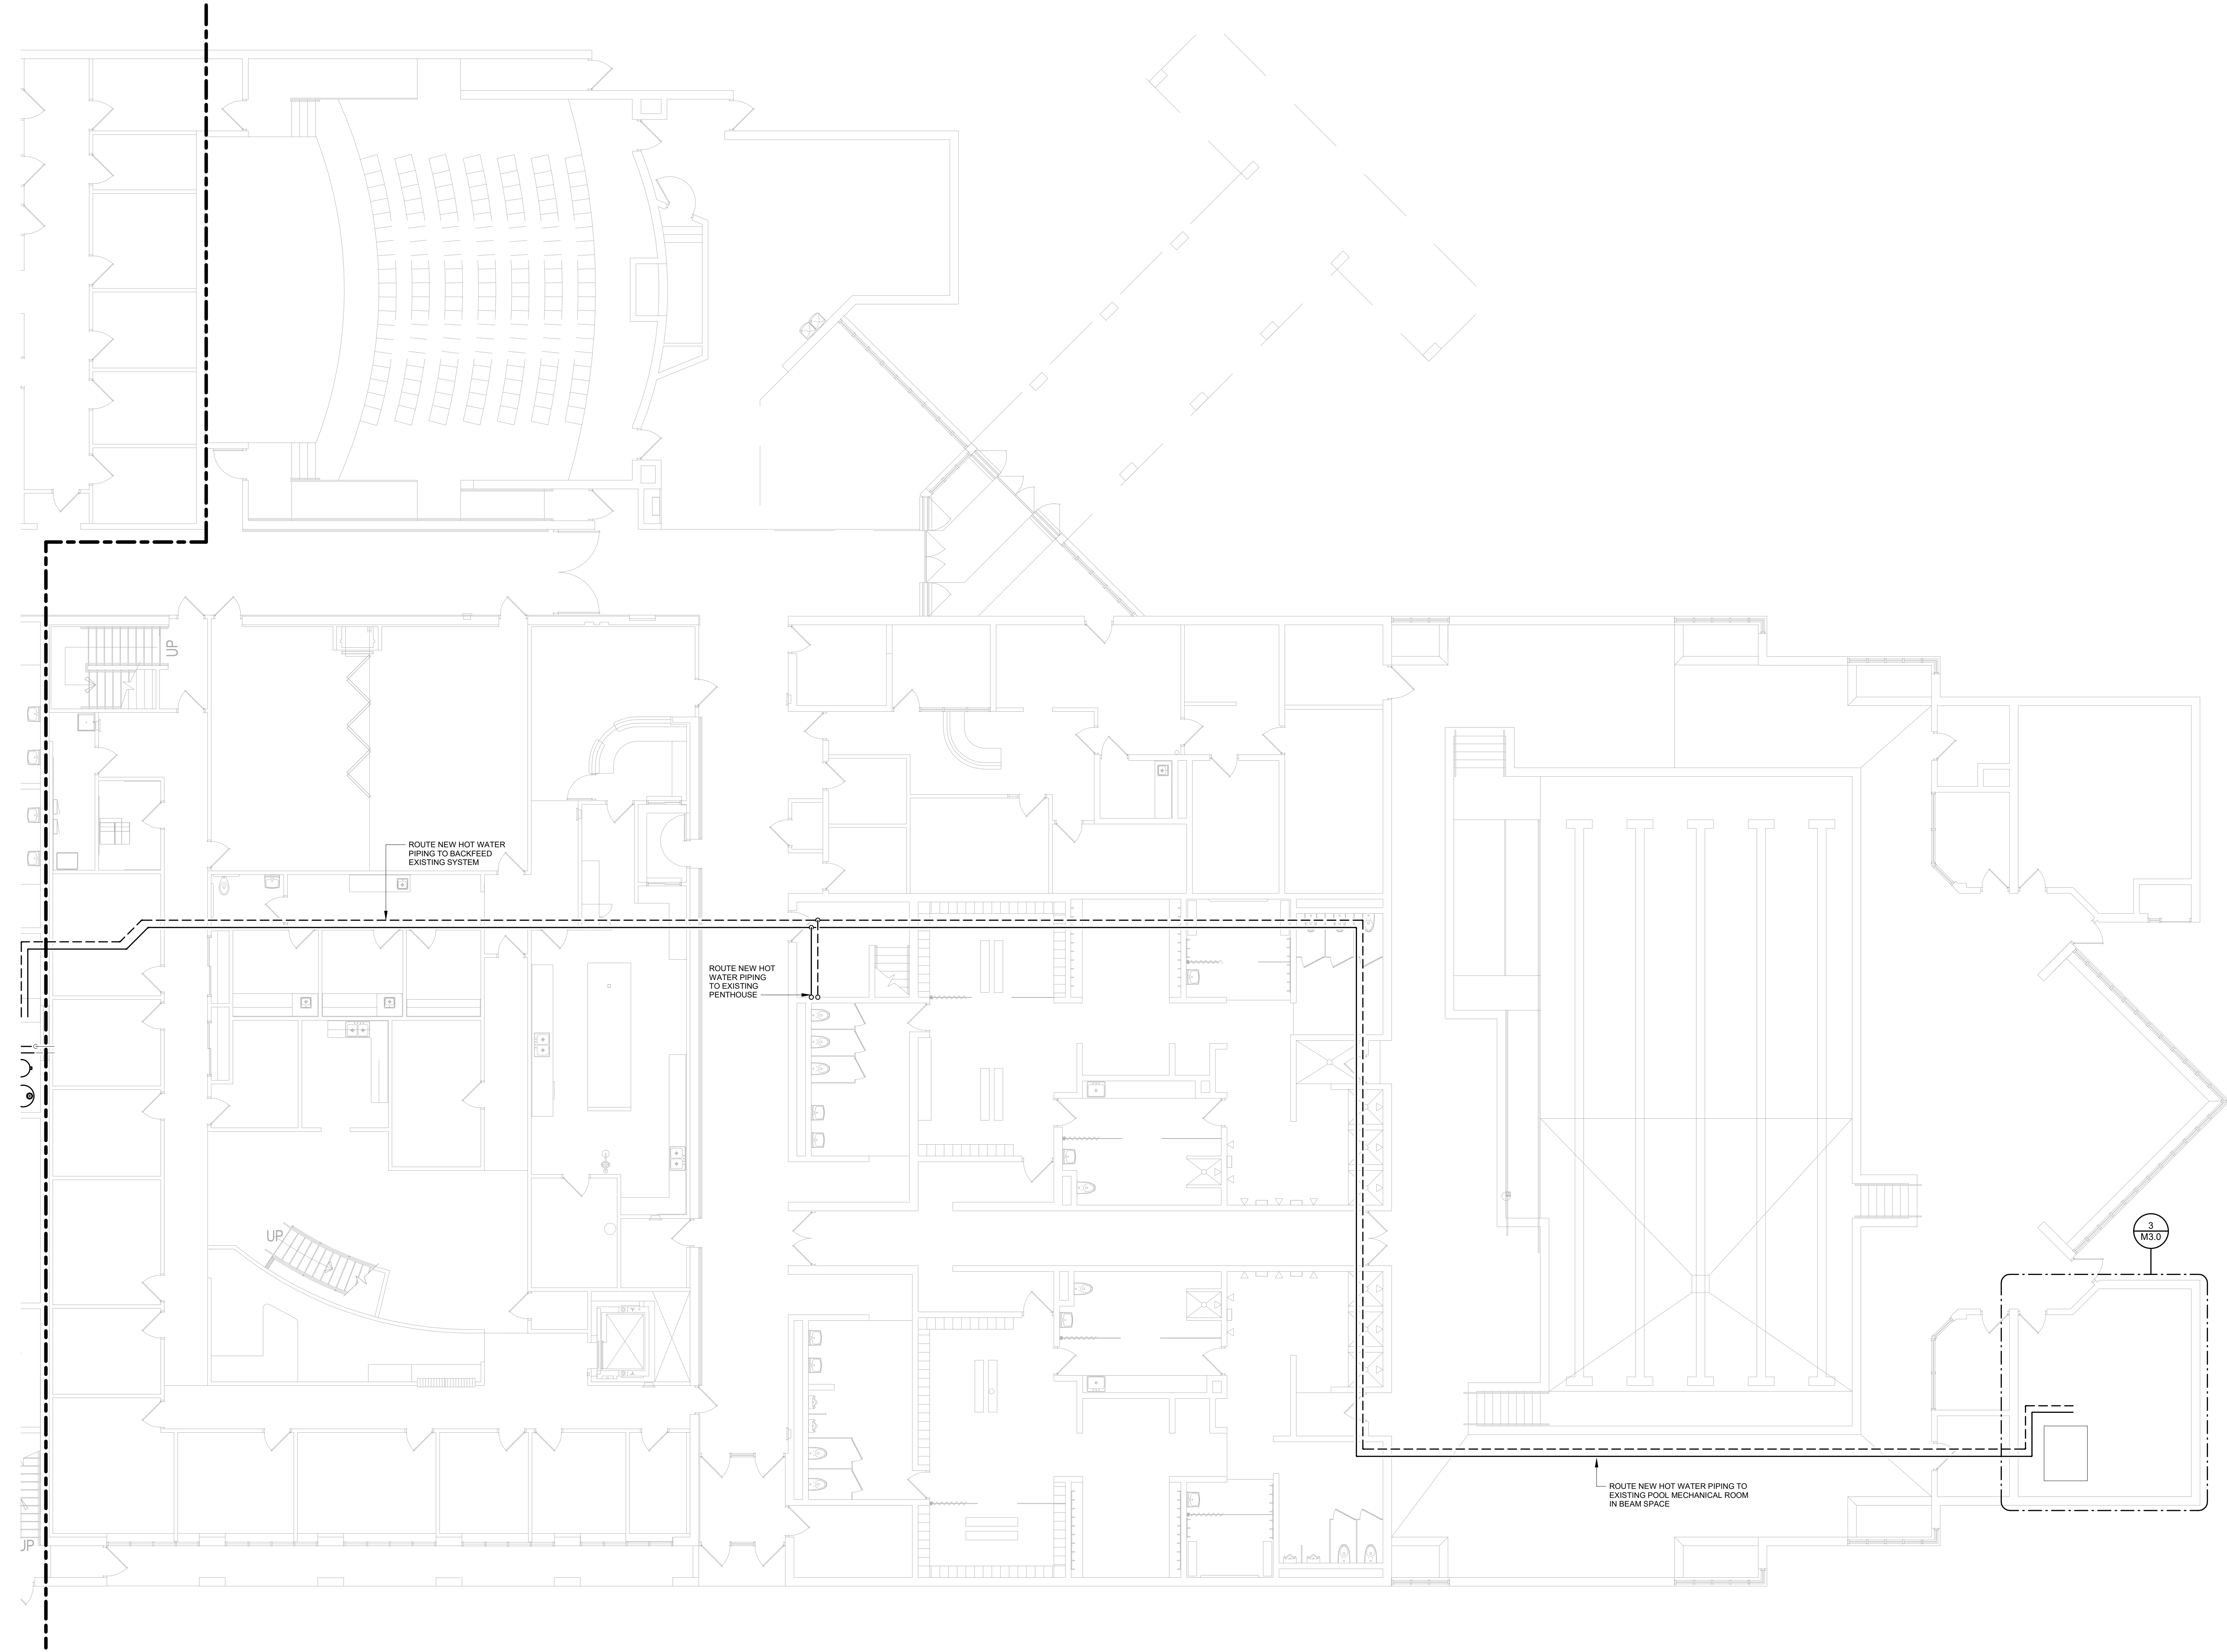 UP
ROUTE NEW HOT WATER
PIPING TO BACKFEED
EXISTING SYSTEM
ROUTE NEW HOT
WATER PIPING
TO EXISTING
PENTHOUSE
UP
3
M3.0
ROUTE NEW HOT WATER PIPING TO
EXISTING POOL MECHANICAL ROOM
IN BEAM SPACE
UP